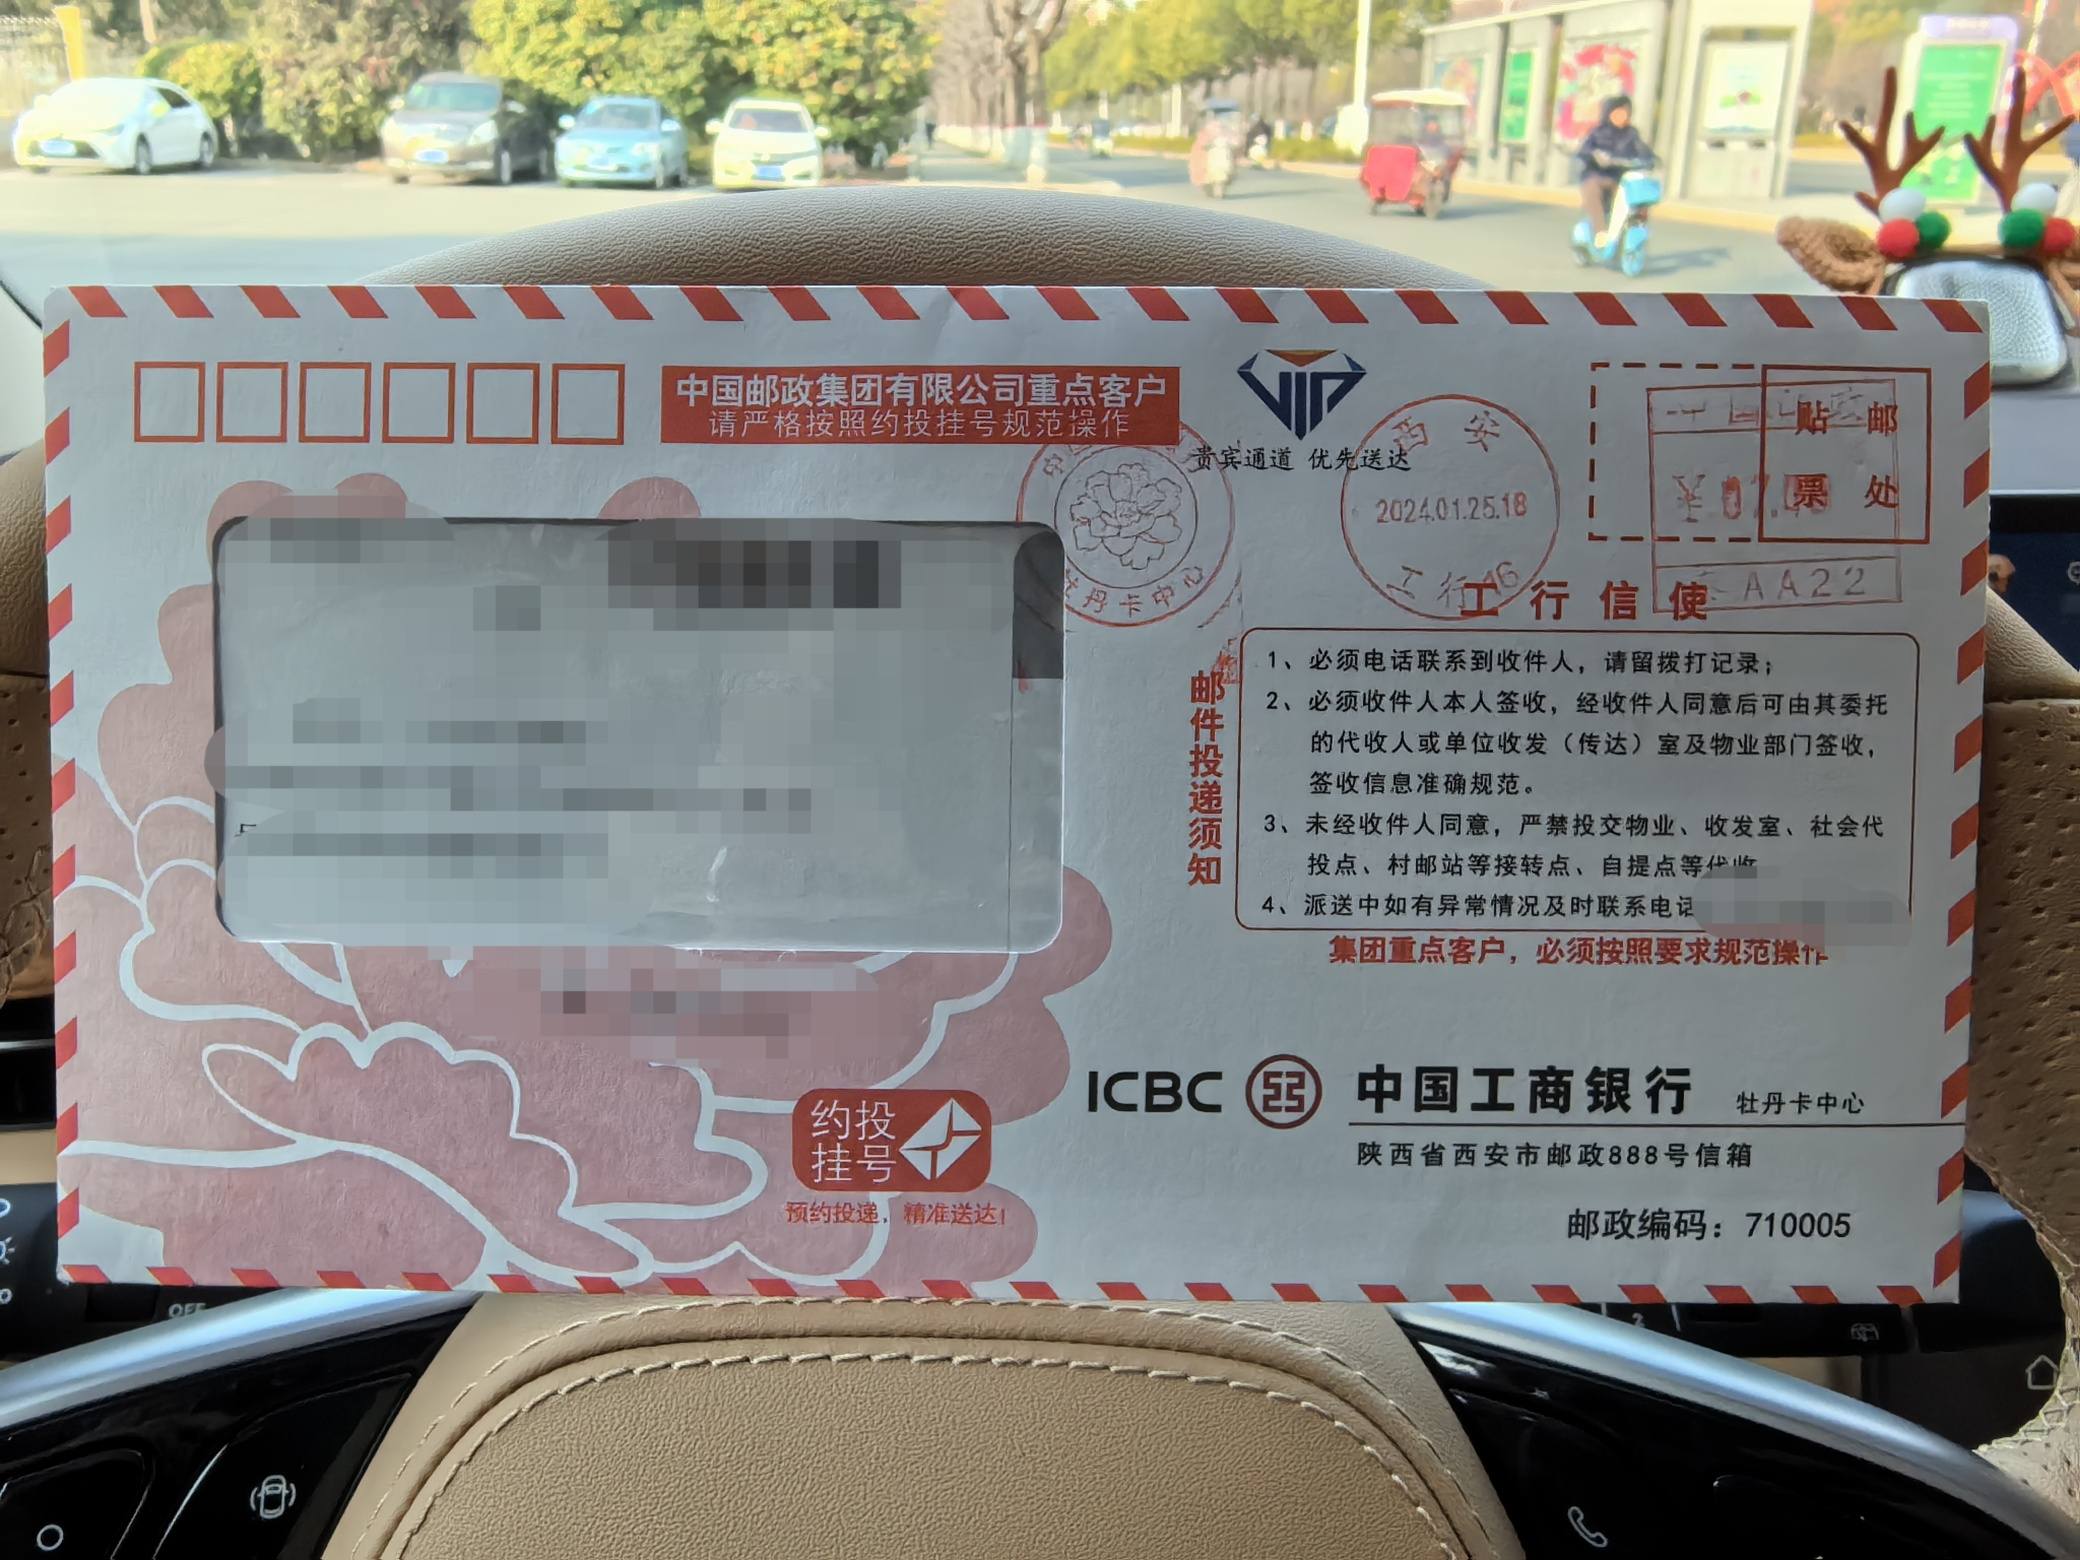 中国邮政集团有限公司重点客户
请严格按照约投挂号规范操作
VIP
贵宾通道 优先送达
西安
2024.01.25.18
工行46
贴 邮
票 处
AA22
牡丹卡中心
工行信使
邮件投递须知
1、必须电话联系到收件人，请留拨打记录；
2、必须收件人本人签收，经收件人同意后可由其委托
的代收人或单位收发（传达）室及物业部门签收，
签收信息准确规范。
3、未经收件人同意，严禁投交物业、收发室、社会代
投点、村邮站等接转点、自提点等代收
4、派送中如有异常情况及时联系电话
集团重点客户，必须按照要求规范操作
约投
挂号
预约投递，精准送达！
ICBC 中国工商银行 牡丹卡中心
陕西省西安市邮政888号信箱
邮政编码：710005
OFF